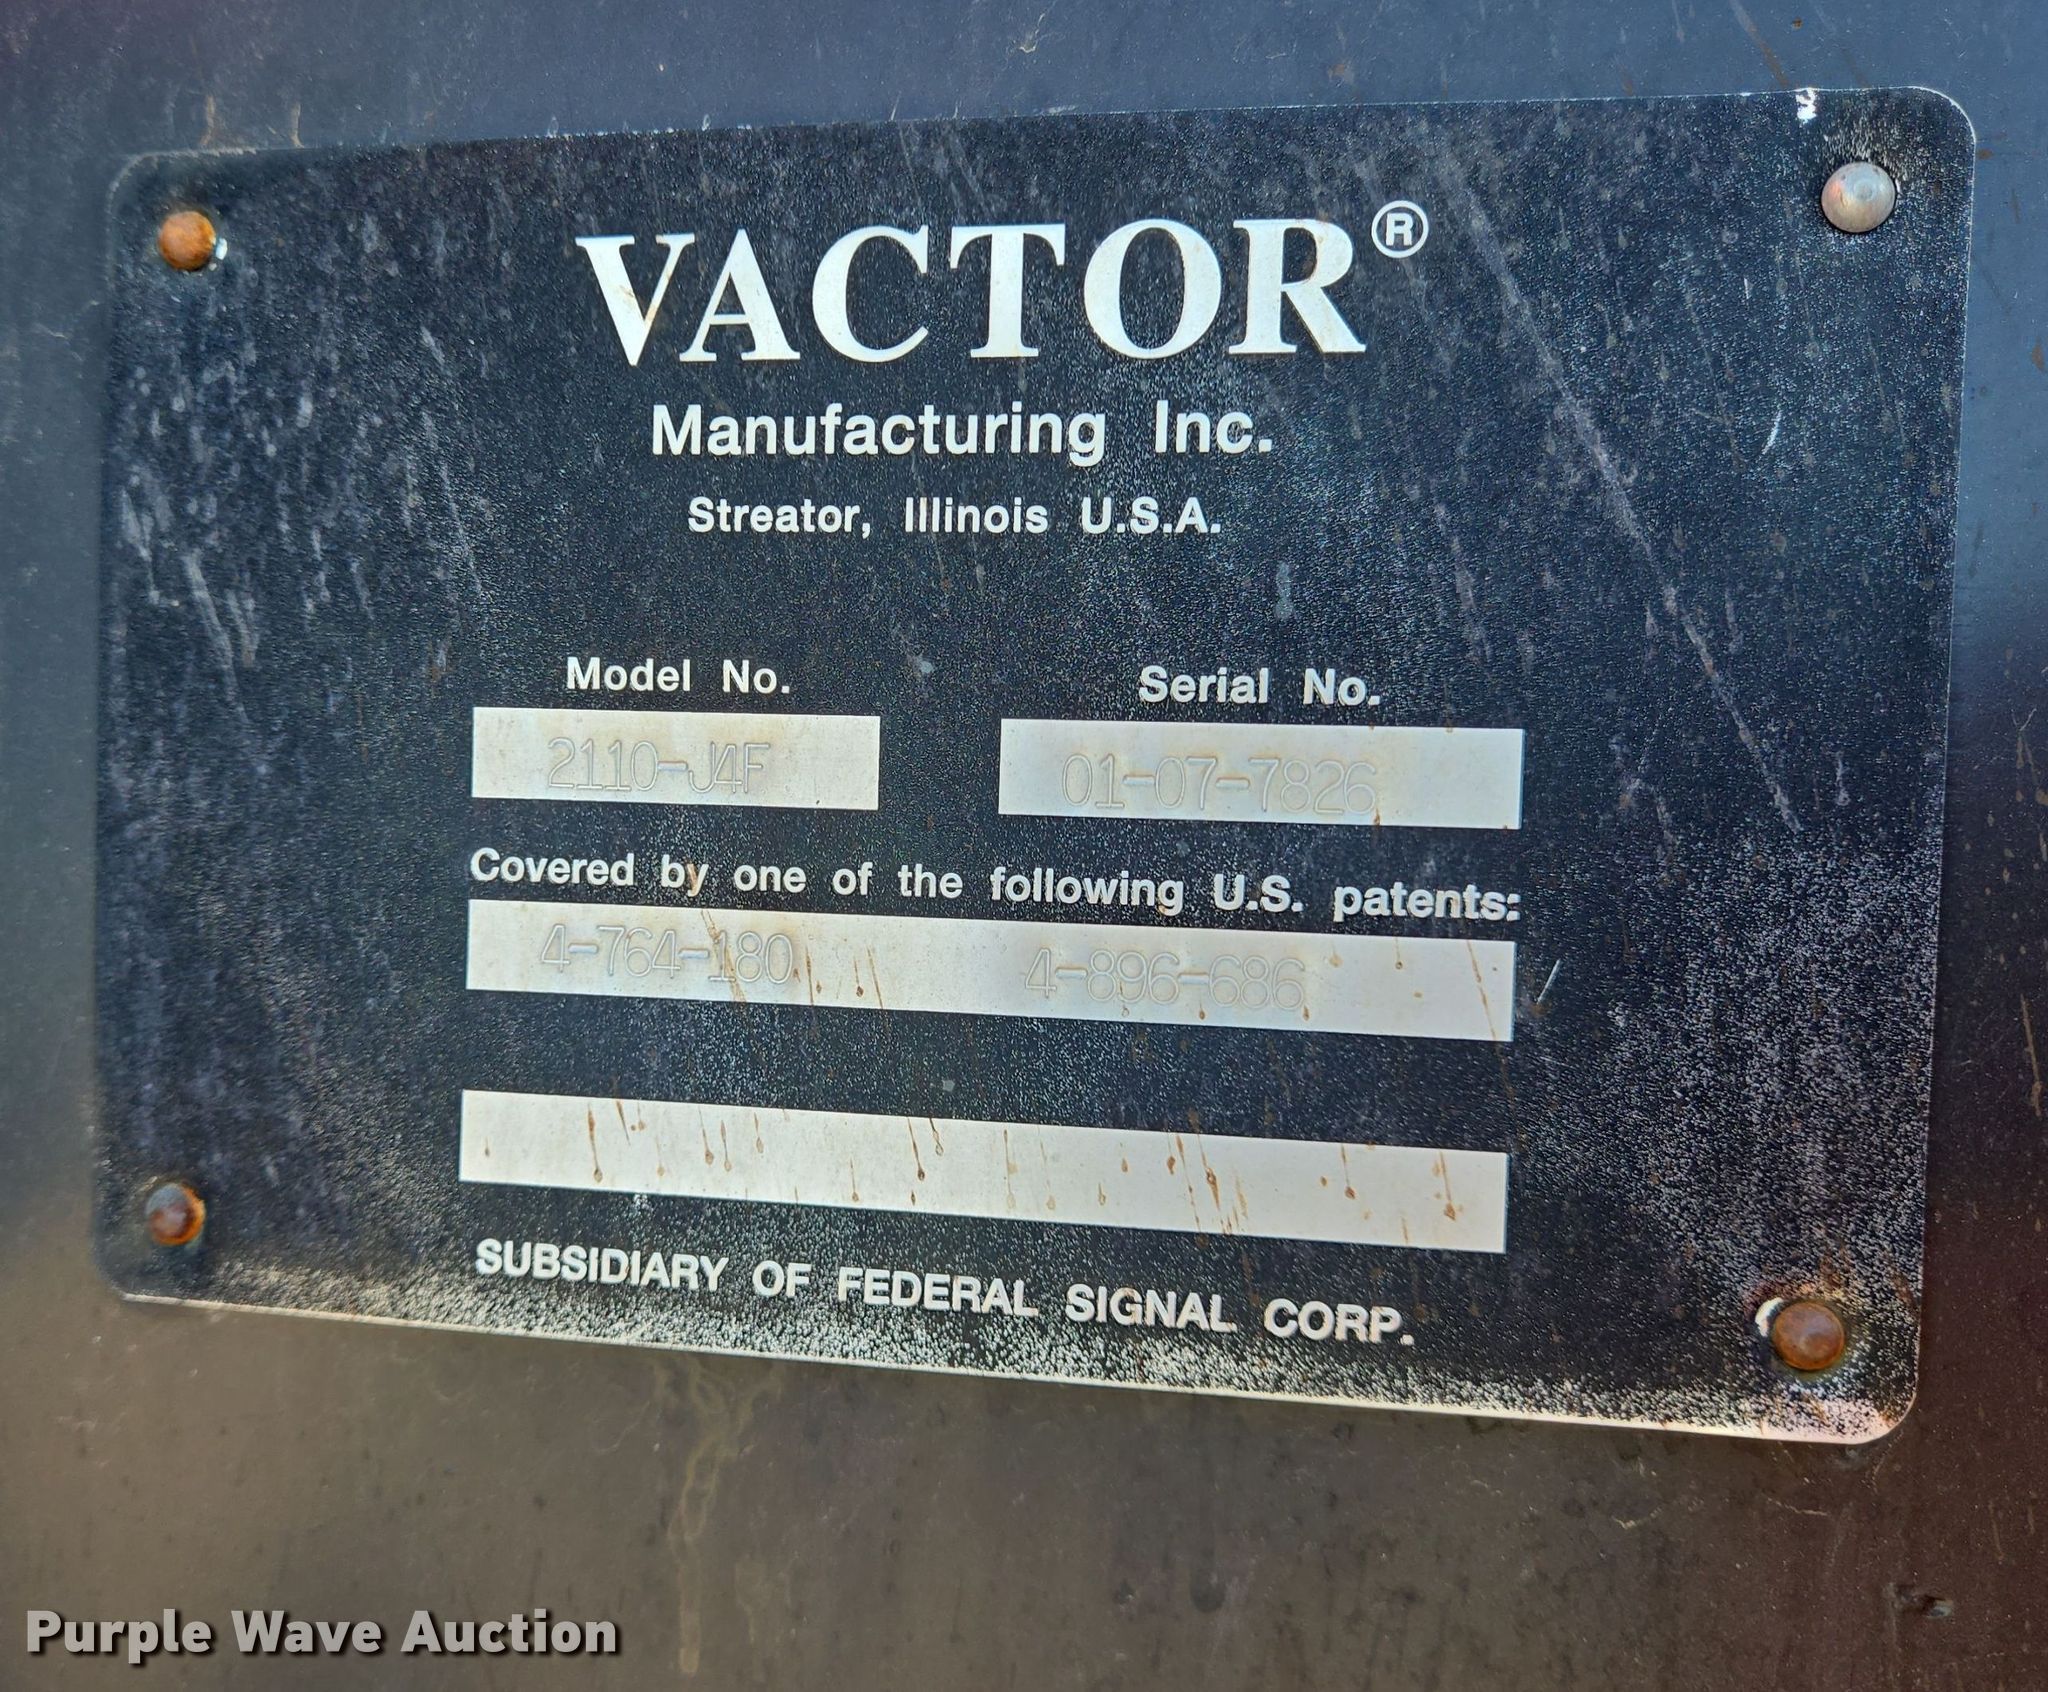 VACTOR®
Manufacturing Inc.
Streator, Illinois U.S.A.
Model No. Serial No.
2110-J4F 01-07-7826
Covered by one of the following U.S. patents:
4-764-180 4-896-686
SUBSIDIARY OF FEDERAL SIGNAL CORP.
Purple Wave Auction